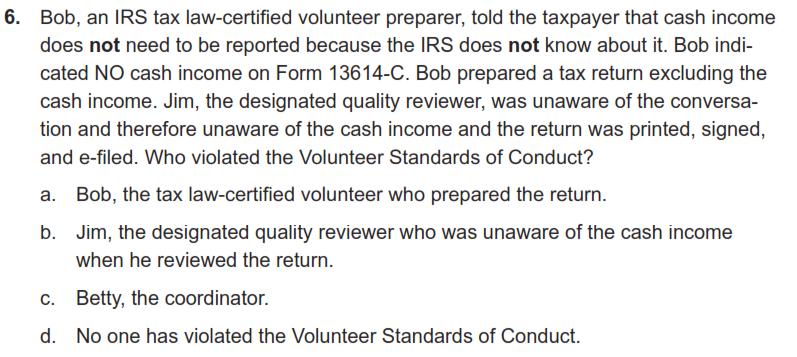 6. Bob, an IRS tax law-certified volunteer preparer, told the taxpayer that cash income
does not need to be reported because the IRS does not know about it. Bob indi-
cated NO cash income on Form 13614-C. Bob prepared a tax return excluding the
cash income. Jim, the designated quality reviewer, was unaware of the conversa-
tion and therefore unaware of the cash income and the return was printed, signed,
and e-filed. Who violated the Volunteer Standards of Conduct?
a. Bob, the tax law-certified volunteer who prepared the return.
b. Jim, the designated quality reviewer who was unaware of the cash income
when he reviewed the return.
c. Betty, the coordinator.
d. No one has violated the Volunteer Standards of Conduct.